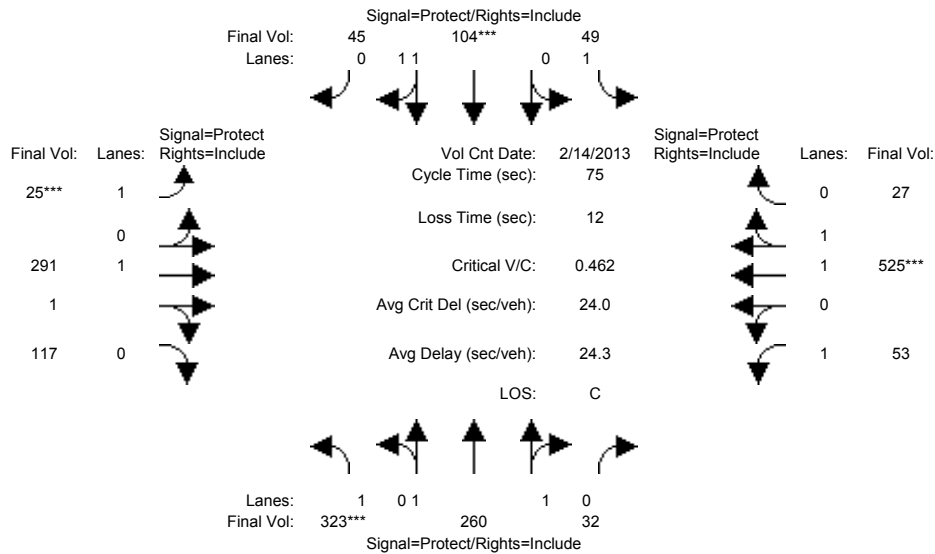 Signal=Protect/Rights=Include
Final Vol: 45 104*** 49
Lanes: 0 1 1 0 1
Signal=Protect Signal=Protect
Final Vol: Lanes: Rights=Include Vol Cnt Date: 2/14/2013 Rights=Include Lanes: Final Vol:
Cycle Time (sec): 75
25*** 1 0 27
Loss Time (sec): 12
0 1
291 1 Critical V/C: 0.462 1 525***
1 Avg Crit Del (sec/veh): 24.0 0
117 0 Avg Delay (sec/veh): 24.3 1 53
LOS: C
Lanes: 1 0 1 1 0
Final Vol: 323*** 260 32
Signal=Protect/Rights=Include